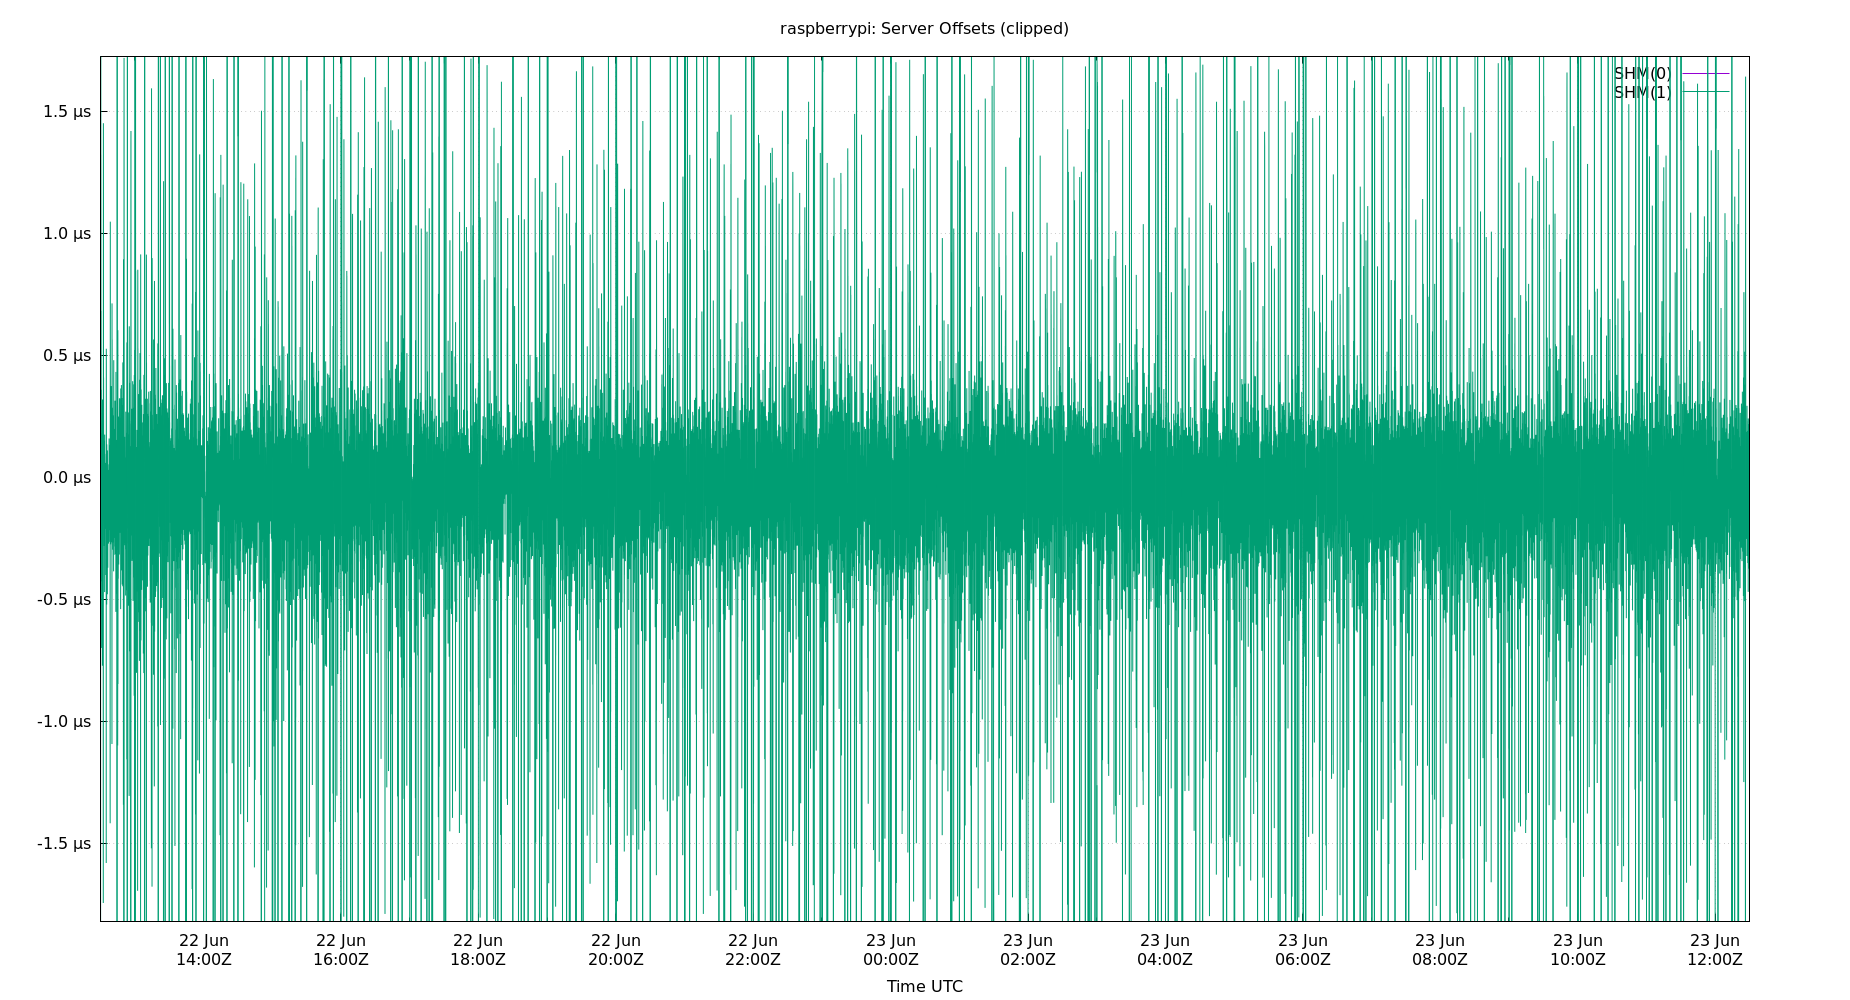 raspberrypi: Server Offsets (clipped)
SHM(0)
SHM(1)
1.5 µs
1.0 µs
0.5 µs
0.0 µs
-0.5 µs
-1.0 µs
-1.5 µs
22 Jun 22 Jun 22 Jun 22 Jun 22 Jun 23 Jun 23 Jun 23 Jun 23 Jun 23 Jun 23 Jun 23 Jun
14:00Z 16:00Z 18:00Z 20:00Z 22:00Z 00:00Z 02:00Z 04:00Z 06:00Z 08:00Z 10:00Z 12:00Z
Time UTC